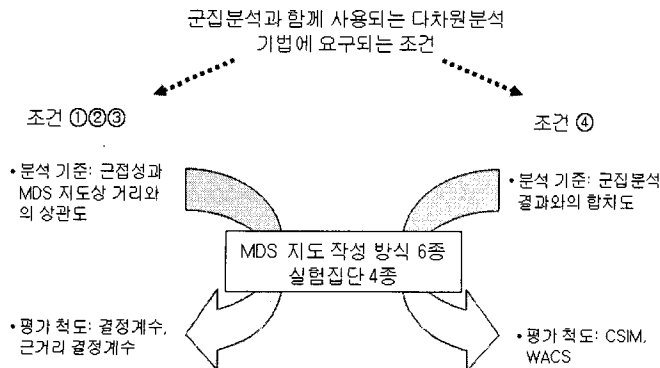 군집분석과 함께 사용되는 다차원분석
기법에 요구되는 조건
조건 ①②③
조건 ④
• 분석 기준: 근접성과
MDS 지도상 거리와
의 상관도
• 분석 기준: 군집분석
결과와의 합치도
MDS 지도 작성 방식 6종
실험집단 4종
• 평가 척도: 결정계수,
근거리 결정계수
• 평가 척도: CSIM,
WACS